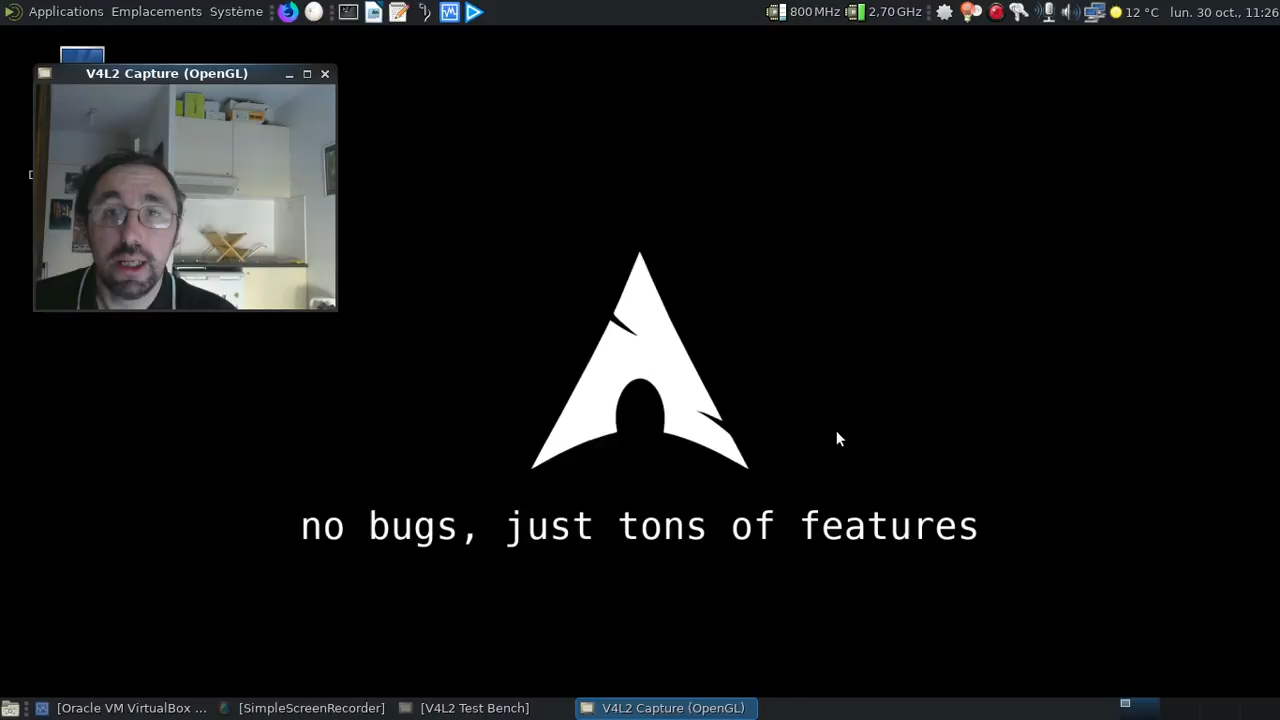 Applications Emplacements Système 800 MHz 2,70 GHz 12 °C lun. 30 oct., 11:26
V4L2 Capture (OpenGL)
no bugs, just tons of features
[Oracle VM VirtualBox ... [SimpleScreenRecorder] [V4L2 Test Bench] V4L2 Capture (OpenGL)